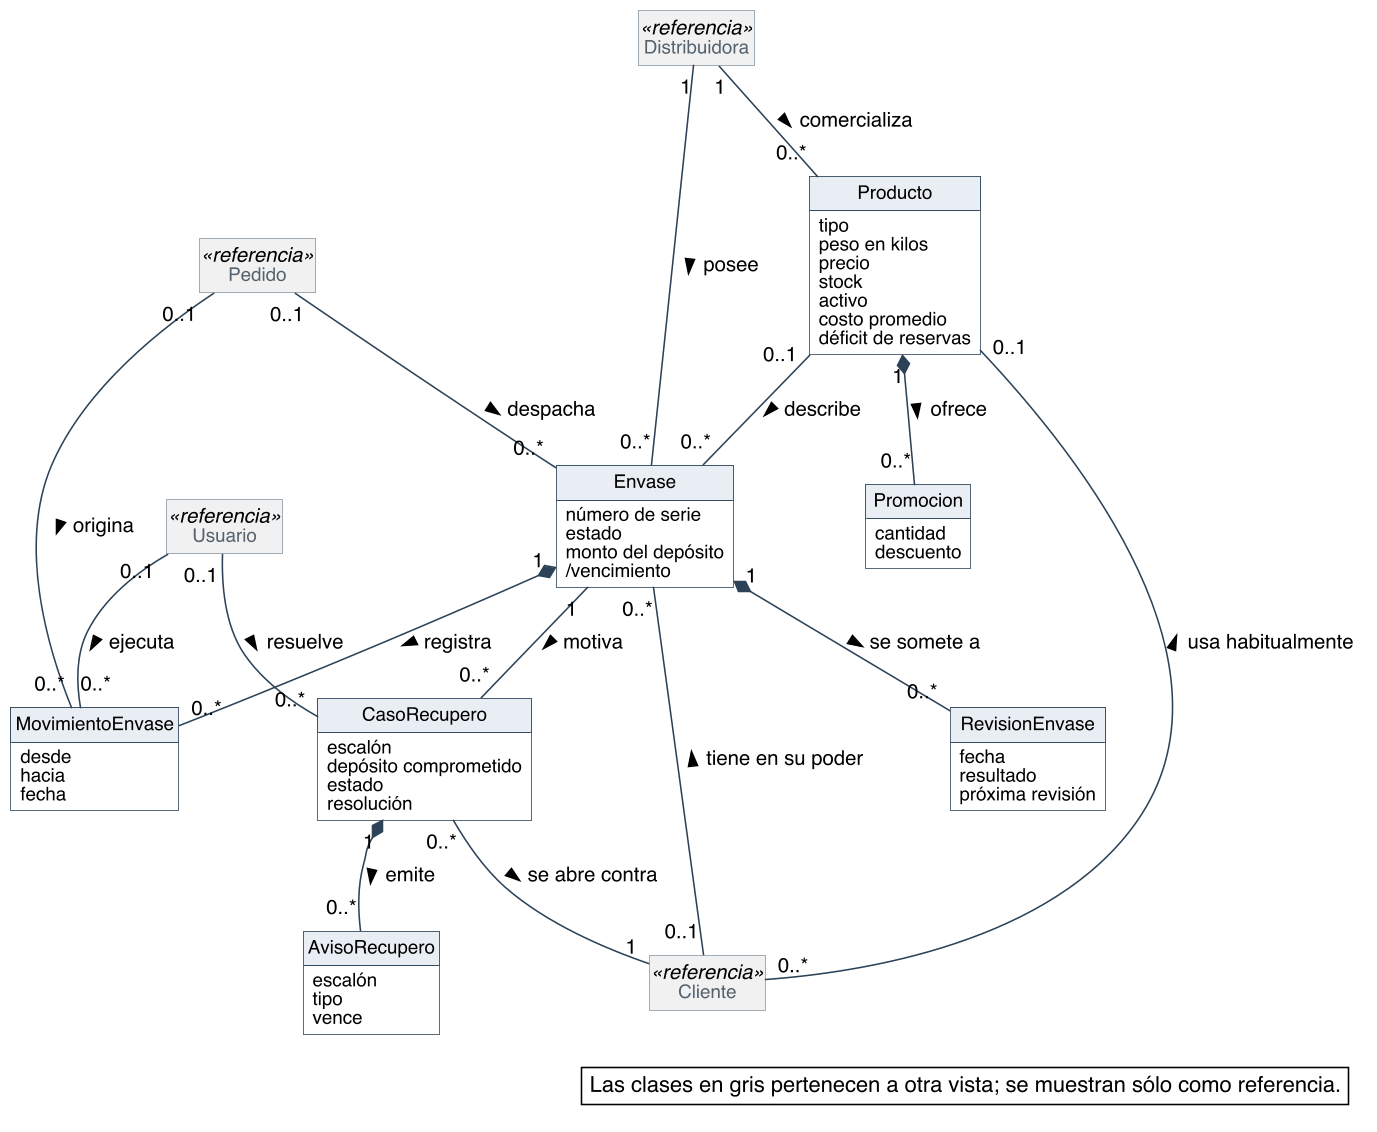 «referencia»
Distribuidora
1
1
comercializa
0..*
Producto
tipo
peso en kilos
precio
stock
activo
costo promedio
déficit de reservas
«referencia»
Pedido
posee
0..1
0..1
0..1
0..1
1
despacha
describe
ofrece
0..*
0..*
0..*
0..*
Envase
número de serie
estado
monto del depósito
/vencimiento
Promocion
cantidad
descuento
«referencia»
Usuario
origina
0..1
0..1
1
1
1
0..*
ejecuta
resuelve
registra
motiva
se somete a
usa habitualmente
0..*
0..*
0..*
0..*
0..*
0..*
MovimientoEnvase
desde
hacia
fecha
CasoRecupero
escalón
depósito comprometido
estado
resolución
RevisionEnvase
fecha
resultado
próxima revisión
tiene en su poder
1
0..*
emite
se abre contra
0..*
0..1
1
0..*
AvisoRecupero
escalón
tipo
vence
«referencia»
Cliente
Las clases en gris pertenecen a otra vista; se muestran sólo como referencia.